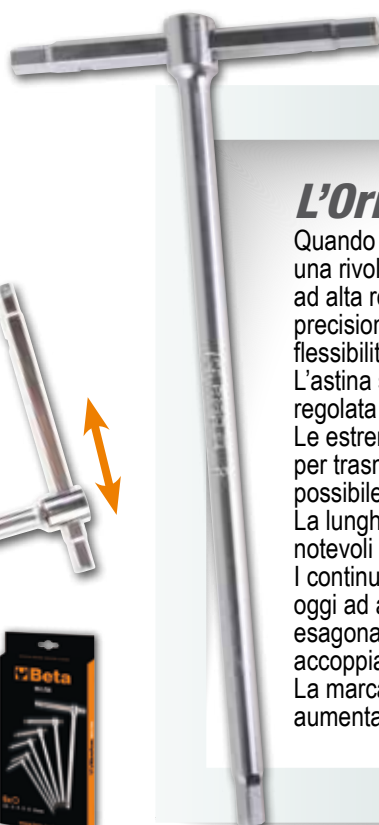 L'Ori
Quando
una rivol
ad alta re
precision
flessibilit
L'astina
regolata
Le estrem
per trasm
possibile
La lungh
notevoli
I continu
oggi ad a
esagona
accoppia
La marca
aumenta
Beta